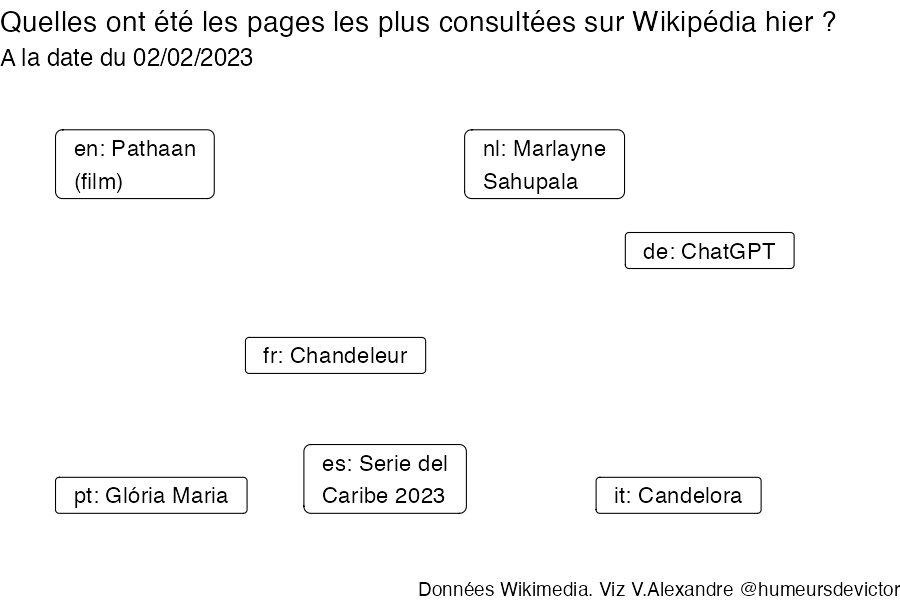 Quelles ont été les pages les plus consultées sur Wikipédia hier ?
A la date du 02/02/2023
en: Pathaan
(film)
nl: Marlayne
Sahupala
de: ChatGPT
fr: Chandeleur
es: Serie del
Caribe 2023
pt: Glória Maria
it: Candelora
Données Wikimedia. Viz V.Alexandre @humeursdevictor